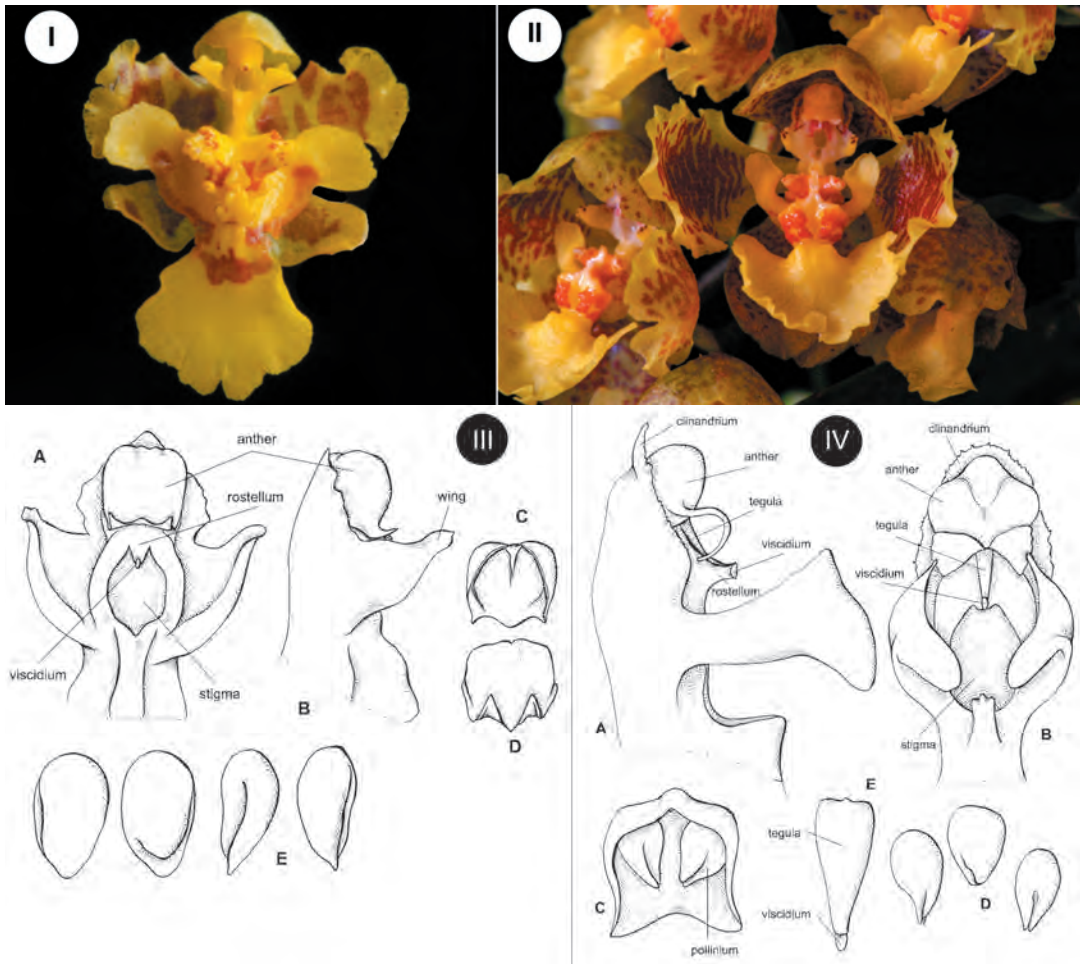 I
II
III
A
anther
rostellum
wing
C
viscidium
stigma
B
D
E
IV
clinandrium
anther
tegula
viscidium
rostellum
A
clinandrium
anther
tegula
viscidium
stigma
B
C
pollinium
E
tegula
viscidium
D